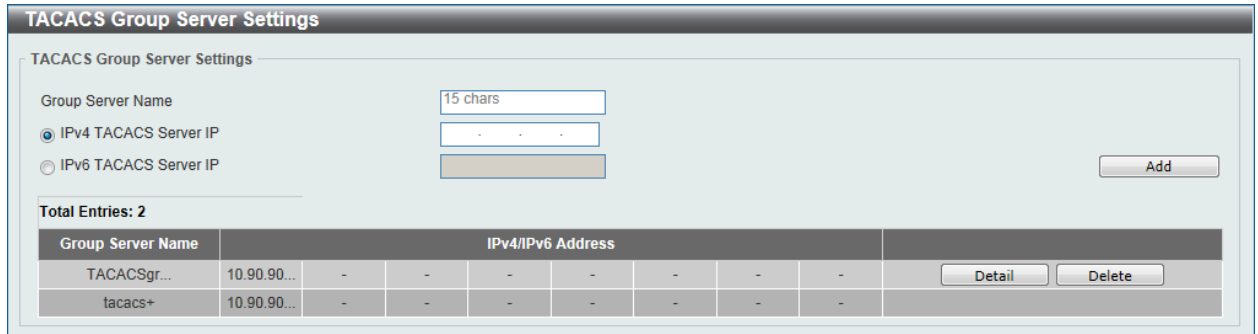 TACACS Group Server Settings
TACACS Group Server Settings
Group Server Name 15 chars
IPv4 TACACS Server IP . . .
IPv6 TACACS Server IP Add
Total Entries: 2
Group Server Name IPv4/IPv6 Address
TACACSgr... 10.90.90... - - - - - - - Detail Delete
tacacs+ 10.90.90... - - - - - - -